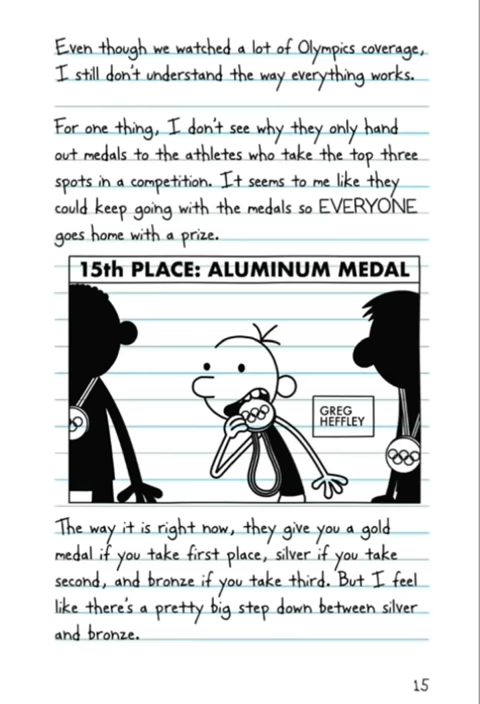 Even though we watched a lot of Olympics coverage,
I still don't understand the way everything works.
For one thing, I don't see why they only hand
out medals to the athletes who take the top three
spots in a competition. It seems to me like they
could keep going with the medals so EVERYONE
goes home with a prize.
15th PLACE: ALUMINUM MEDAL
GREG
HEFFLEY
The way it is right now, they give you a gold
medal if you take first place, silver if you take
second, and bronze if you take third. But I feel
like there's a pretty big step down between silver
and bronze.
15